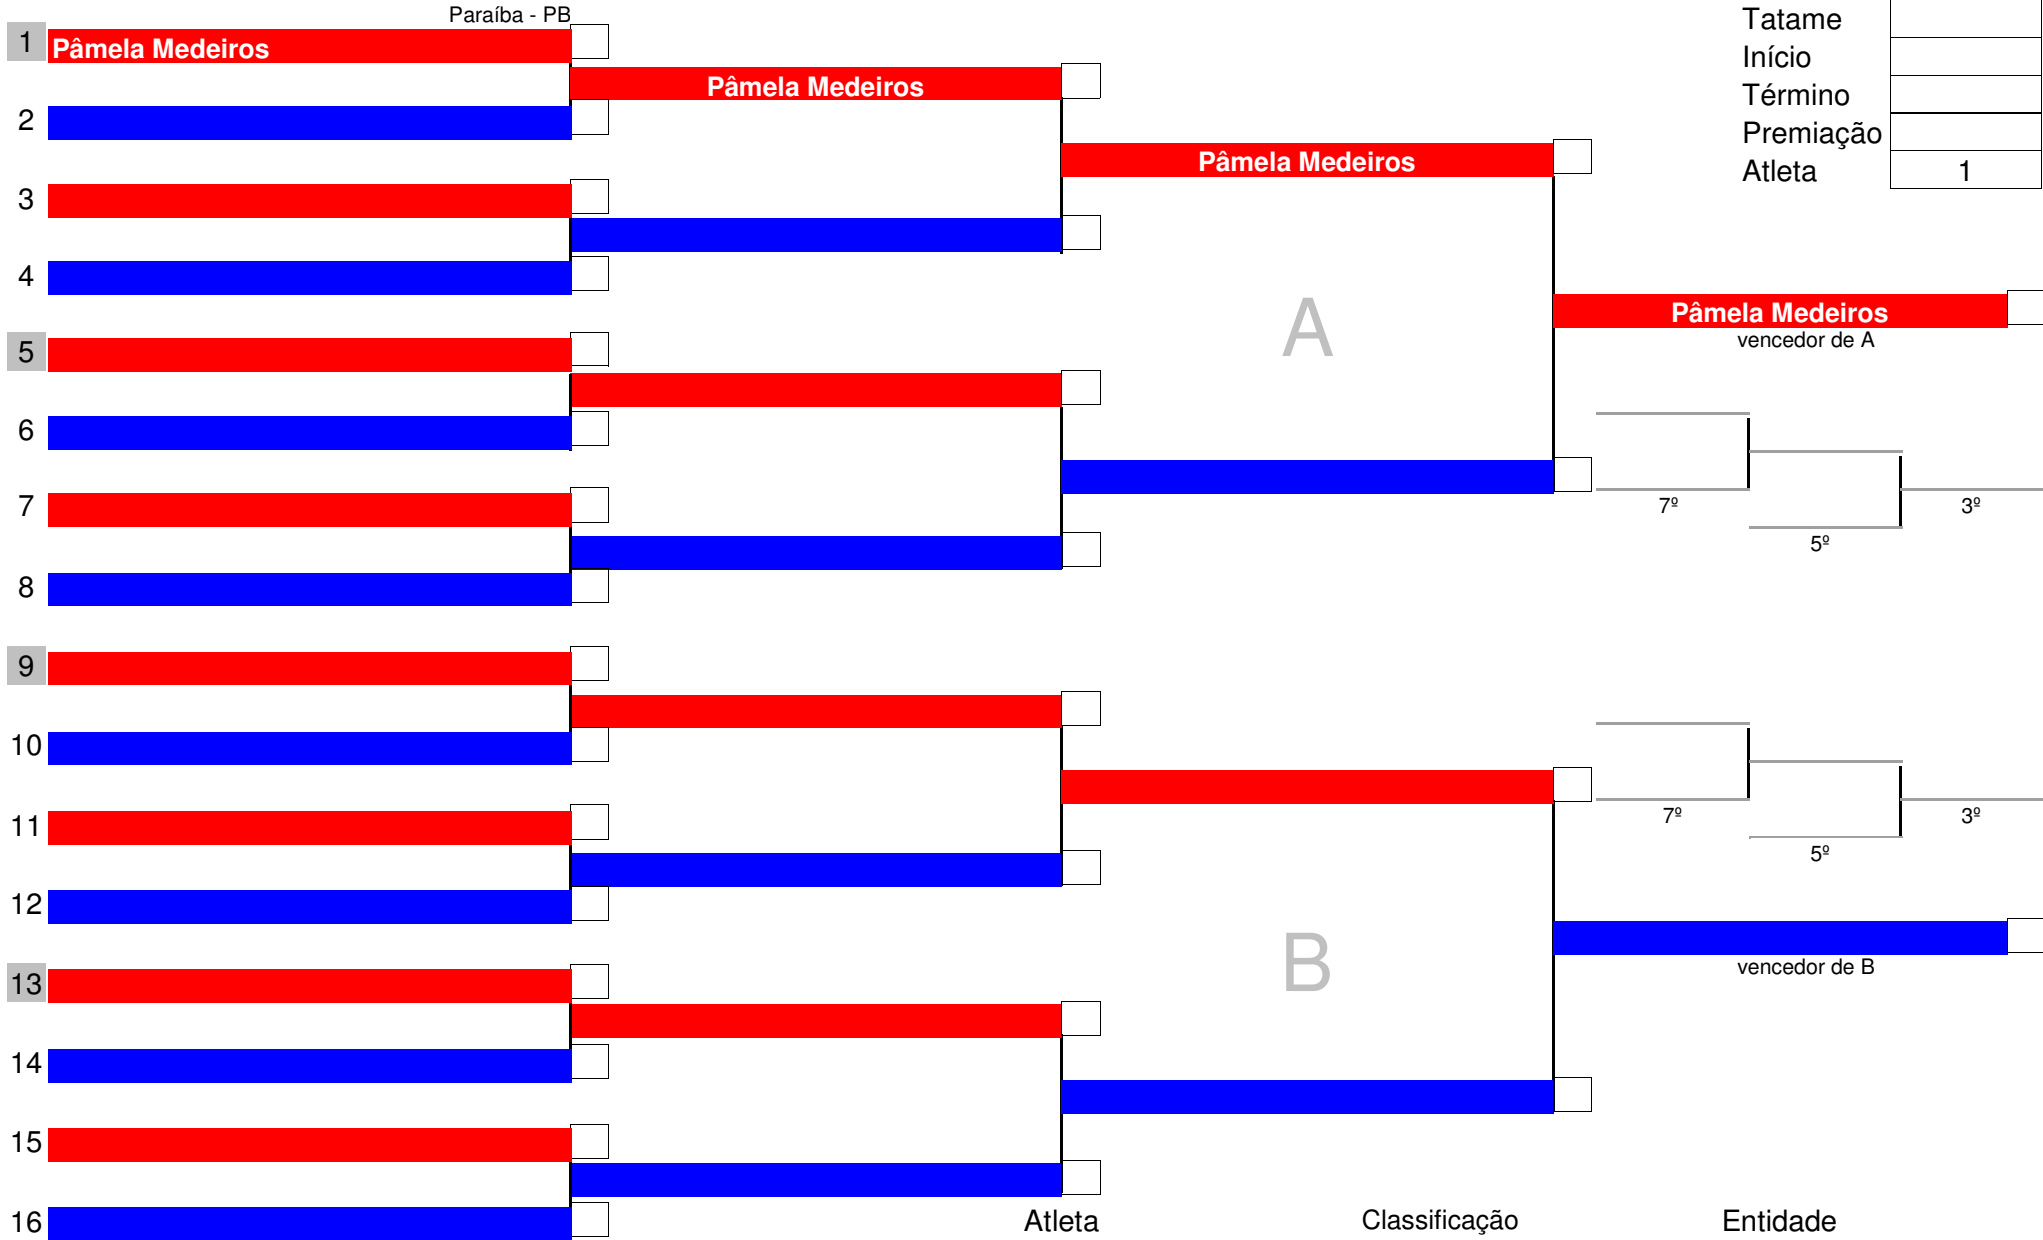 Paraíba - PB
Tatame
1 Pâmela Medeiros
Início
Pâmela Medeiros
Término
2
Premiação
Pâmela Medeiros
Atleta 1
3
4
A
Pâmela Medeiros
vencedor de A
5
6
7
7º 3º
5º
8
9
10
11
7º 3º
5º
12
B
vencedor de B
13
14
15
16
Atleta Classificação Entidade